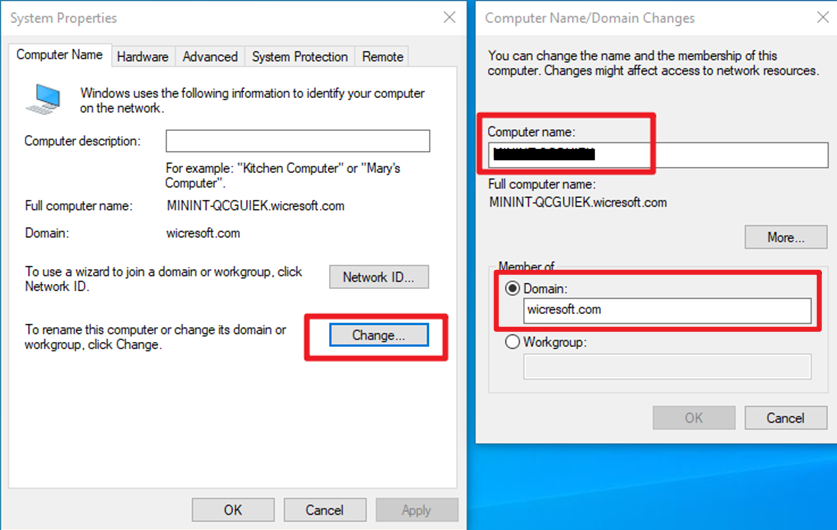 System Properties
Computer Name
Hardware
Advanced
System Protection
Remote
Windows uses the following information to identify your computer
on the network.
Computer description:
For example: "Kitchen Computer" or "Mary's
Computer".
Full computer name:
MININT-QCGUIEK.wicresoft.com
Domain:
wicresoft.com
To use a wizard to join a domain or workgroup, click
Network ID.
Network ID...
To rename this computer or change its domain or
workgroup, click Change.
Change...
OK
Cancel
Apply
Computer Name/Domain Changes
You can change the name and the membership of this
computer. Changes might affect access to network resources.
Computer name:
Full computer name:
MININT-QCGUIEK.wicresoft.com
More...
Member of
Domain:
wicresoft.com
Workgroup:
OK
Cancel